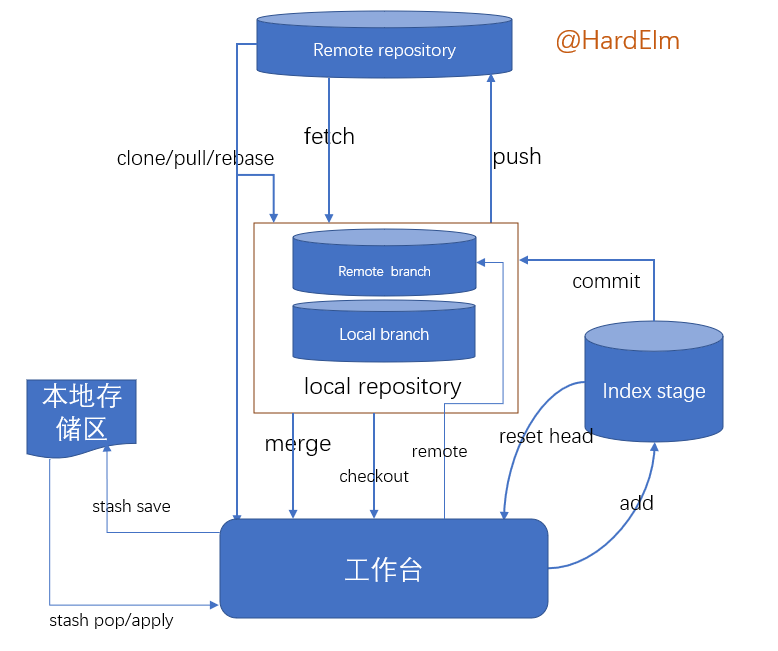 Remote repository
@HardElm
fetch
clone/pull/rebase
push
Remote branch
commit
Local branch
local repository
Index stage
本地存
储区
merge
checkout
remote
reset head
stash save
add
工作台
stash pop/apply